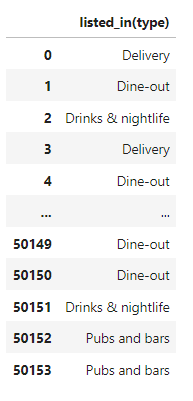 listed_in(type)
0 Delivery
1 Dine-out
2 Drinks & nightlife
3 Delivery
4 Dine-out
... ...
50149 Dine-out
50150 Dine-out
50151 Drinks & nightlife
50152 Pubs and bars
50153 Pubs and bars